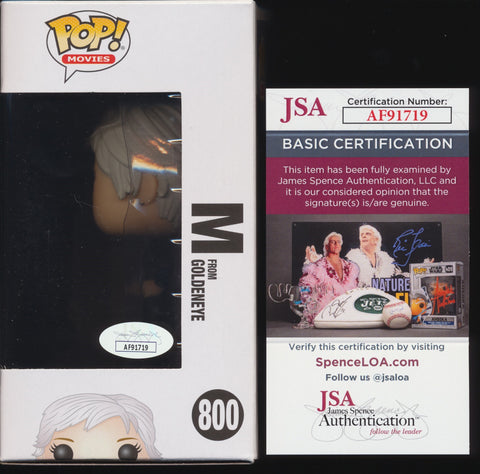 POP!
MOVIES
M
FROM
GOLDENEYE
AF91719
800
JSA
Certification Number:
AF91719
BASIC CERTIFICATION
This item has been fully examined by
James Spence Authentication, LLC and
it is our considered opinion that the
signature(s) is/are genuine.
NATURE
JETS
Verify this certification by visiting
SpenceLOA.com
Follow us @jsaloa
JSA
James Spence
Authentication
follow the leader